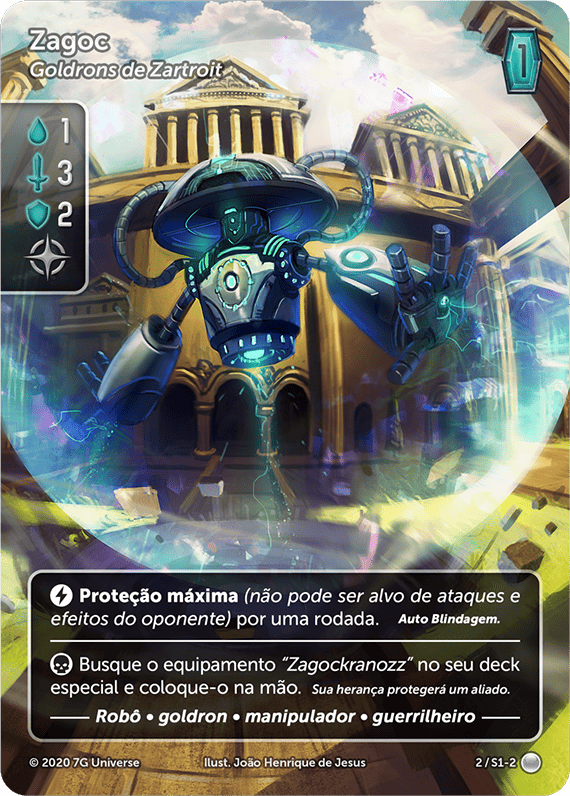 Zagoc
Goldrons de Zartroit
1
1
3
2
Proteção máxima (não pode ser alvo de ataques e
efeitos do oponente) por uma rodada. Auto Blindagem.
Busque o equipamento “Zagockranozz” no seu deck
especial e coloque-o na mão. Sua herança protegerá um aliado.
Robô • goldron • manipulador • guerrilheiro
© 2020 7G Universe Ilust. João Henrique de Jesus 2 / S1-2